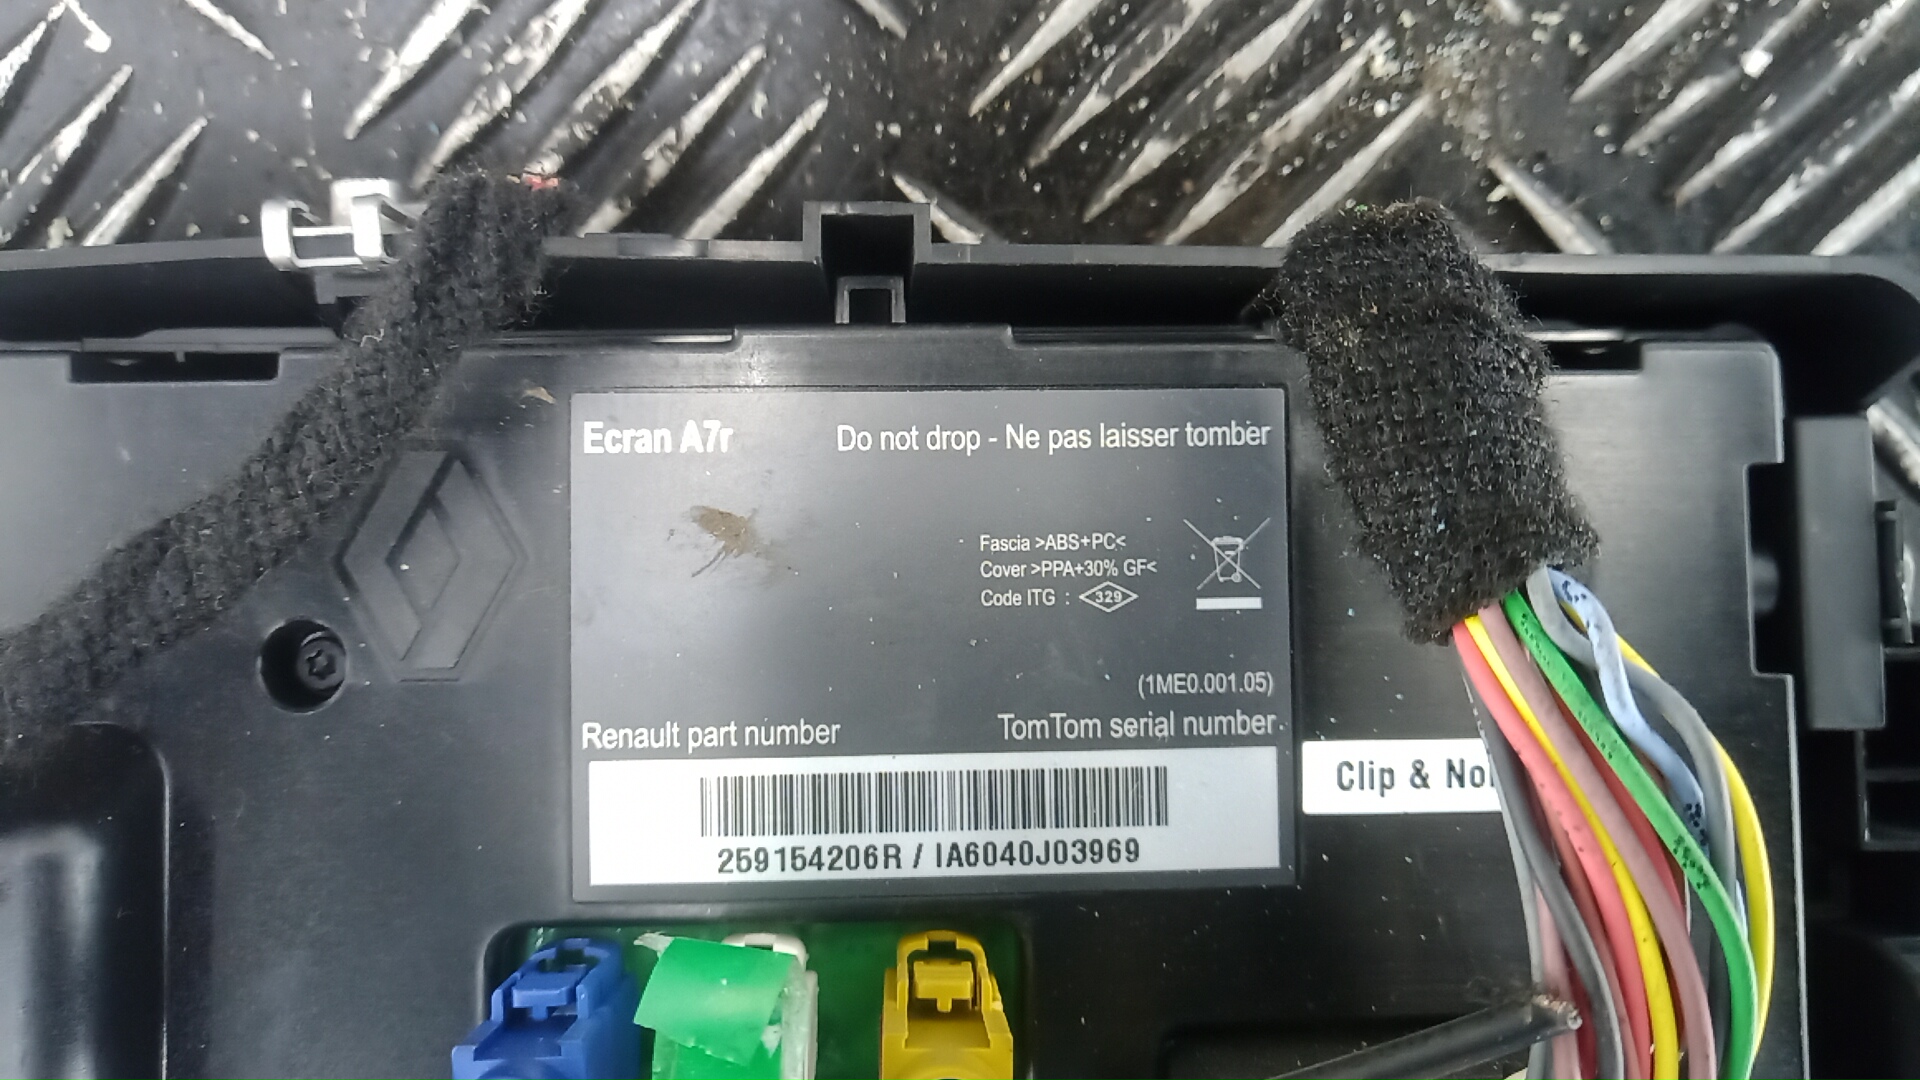 Ecran A7r
Do not drop - Ne pas laisser tomber
Fascia >ABS+PC<
Cover >PPA+30% GF<
Code ITG : 329
(1ME0.001.05)
Renault part number
TomTom serial number
Clip &
259154206R / IA6040J03969